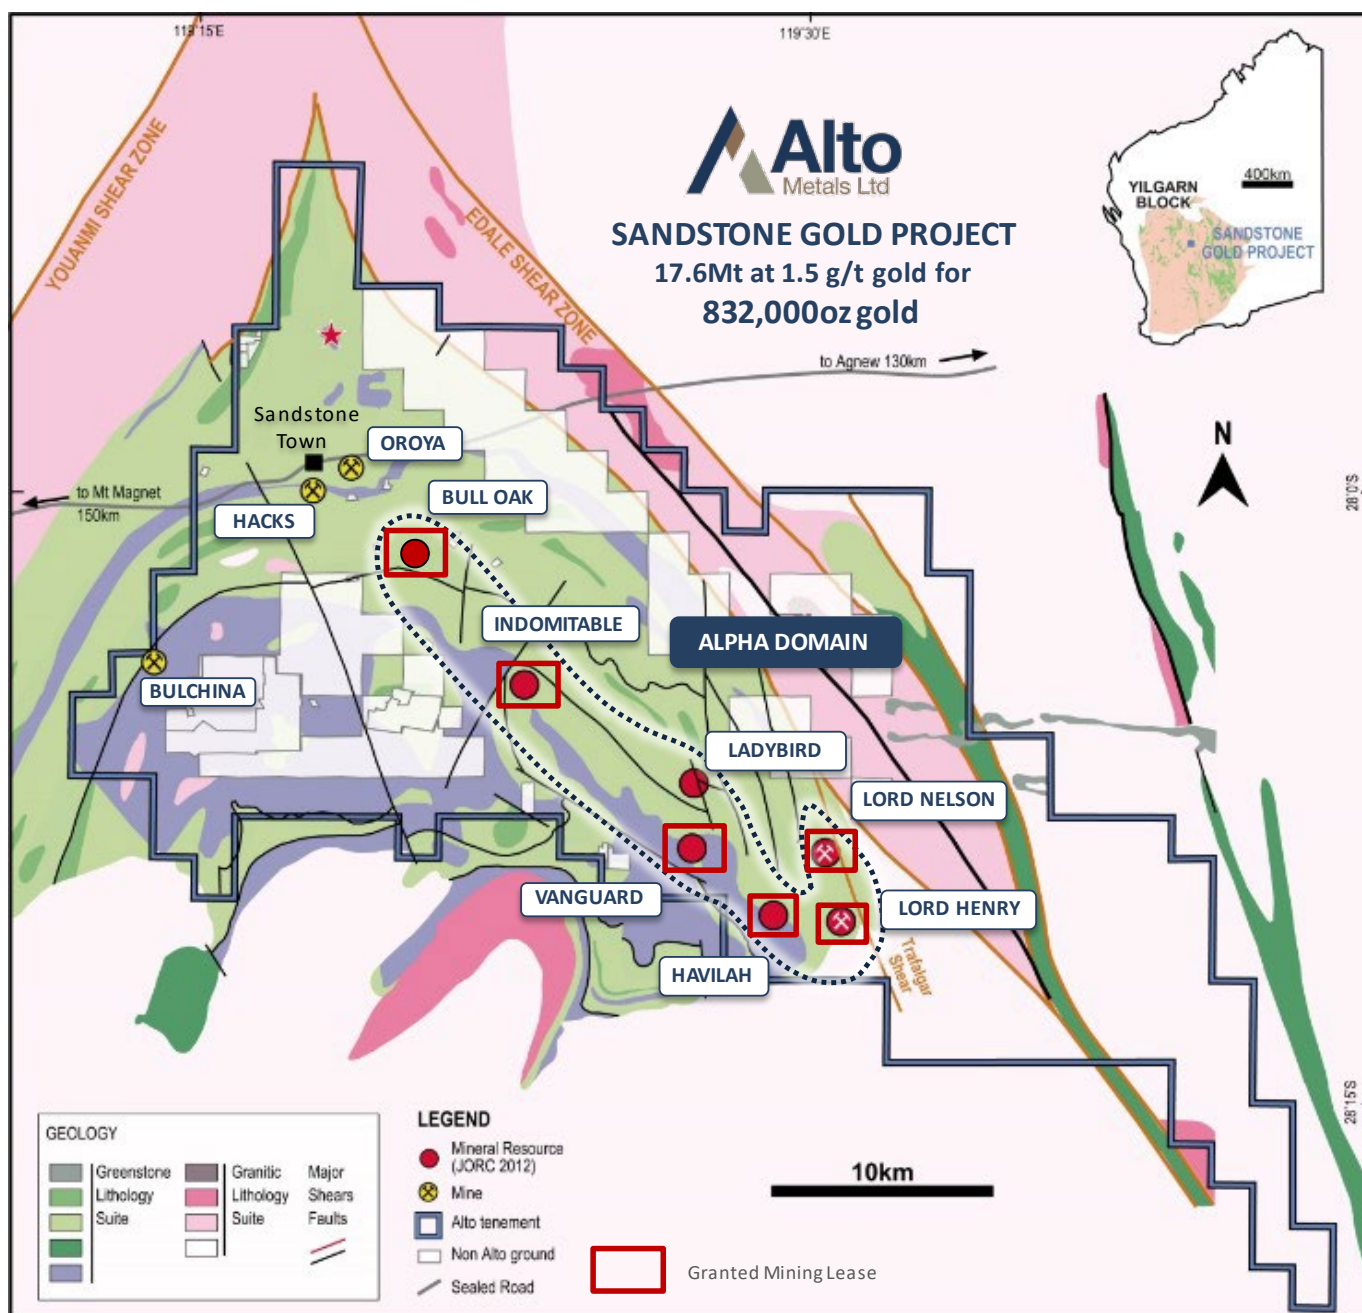 119°15'E
119°30'E
Alto
Metals Ltd
SANDSTONE GOLD PROJECT
17.6Mt at 1.5 g/t gold for
832,000oz gold
YILGARN
BLOCK
400km
SANDSTONE
GOLD PROJECT
YOUANMI SHEAR ZONE
EDALE SHEAR ZONE
to Agnew 130km
Sandstone
Town
OROYA
N
28°0'S
to Mt Magnet
150km
HACKS
BULL OAK
INDOMITABLE
ALPHA DOMAIN
BULCHINA
LADYBIRD
LORD NELSON
VANGUARD
LORD HENRY
HAVILAH
Trafalgar
Shear
28°15'S
GEOLOGY
Greenstone
Lithology
Suite
Granitic
Lithology
Suite
Major
Shears
Faults
LEGEND
Mineral Resource
(JORC 2012)
Mine
Alto tenement
Non Alto ground
Sealed Road
10km
Granted Mining Lease